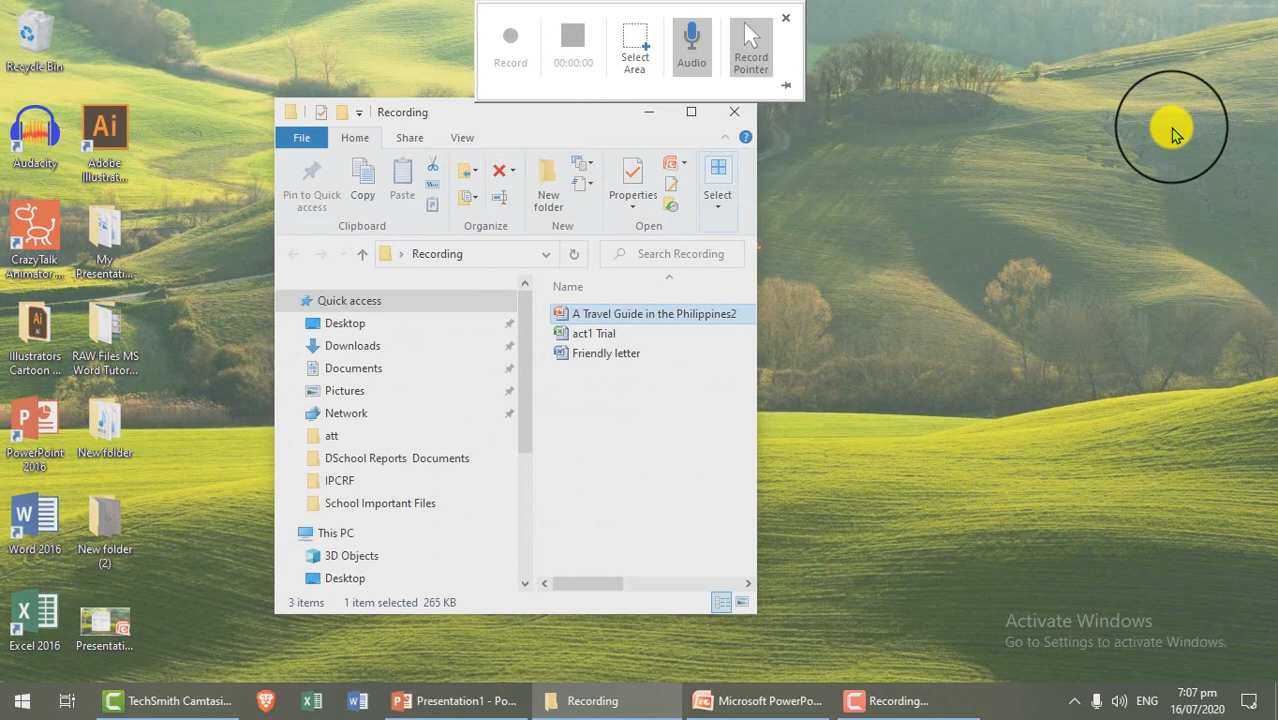 Recycle Bin
Audacity
Adobe
Illustrat...
CrazyTalk
Animator ...
My
Presentati...
Illustrators
Cartoon ...
RAW Files MS
Word Tutor...
PowerPoint
2016
New folder
Word 2016
New folder
(2)
Excel 2016
Presentati...
Record
00:00:00
Select
Area
Audio
Record
Pointer
Recording
File
Home
Share
View
Pin to Quick
access
Copy
Paste
New
folder
Properties
Select
Clipboard
Organize
New
Open
Recording
Search Recording
Name
Quick access
Desktop
Downloads
Documents
Pictures
Network
att
DSchool Reports Documents
IPCRF
School Important Files
This PC
3D Objects
Desktop
A Travel Guide in the Philippines2
act1 Trial
Friendly letter
3 items
1 item selected 265 KB
Activate Windows
Go to Settings to activate Windows.
TechSmith Camtasi...
Presentation1 - Po...
Recording
Microsoft PowerPo...
Recording...
ENG
7:07 pm
16/07/2020